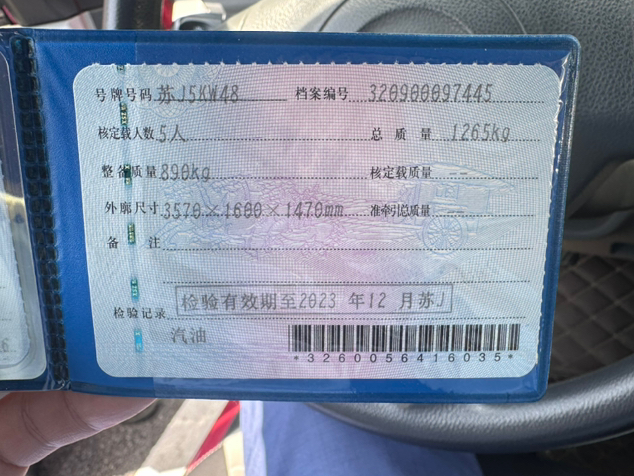 号牌号码 苏J5KW48 档案编号 320900097445
核定载人数 5人 总质量 1265kg
整备质量 890kg 核定载质量 --
外廓尺寸 3570×1600×1470mm 准牵引总质量 --
备注
检验记录 检验有效期至2023年12月苏J
汽油
*3260056416035*